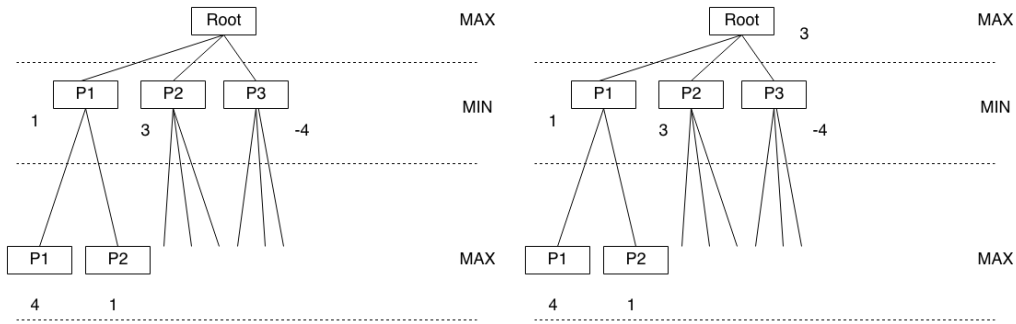 Root MAX Root MAX
3
P1 P2 P3 MIN P1 P2 P3 MIN
1 3 -4 1 3 -4
P1 P2 MAX P1 P2 MAX
4 1 4 1